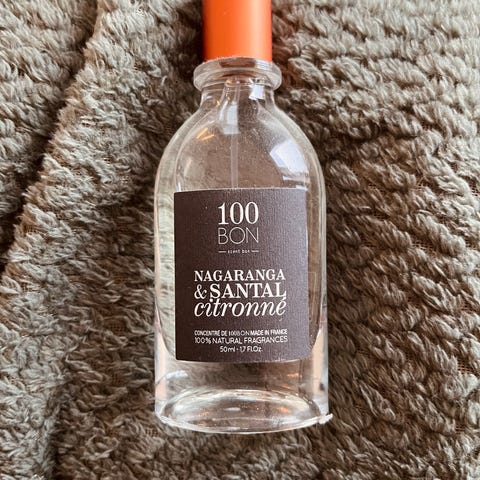 100
BON
scent bon
NAGARANGA
& SANTAL
citronné
CONCENTRÉ DE 100BON MADE IN FRANCE
100% NATURAL FRAGRANCES
50ml - 1,7 Fl.Oz.